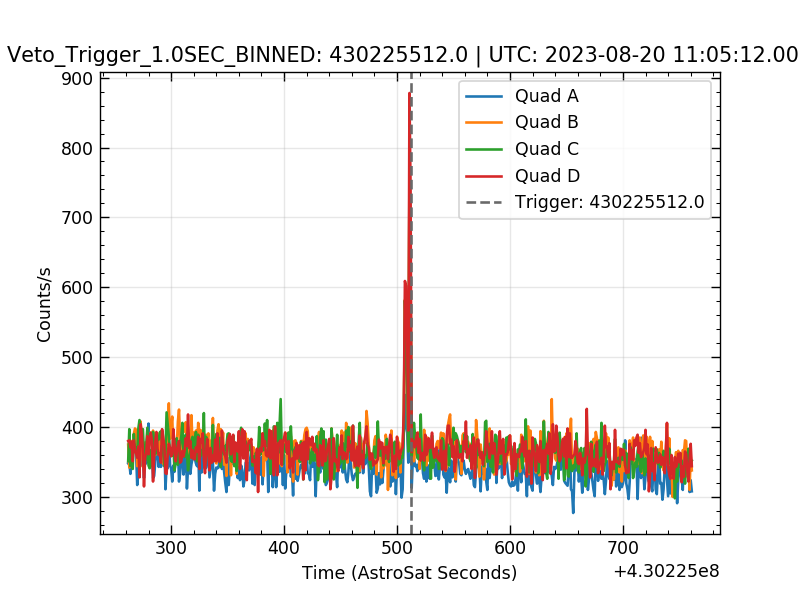 Veto_Trigger_1.0SEC_BINNED: 430225512.0 | UTC: 2023-08-20 11:05:12.00
900
800
700
600
500
400
300
Counts/s
Quad A
Quad B
Quad C
Quad D
Trigger: 430225512.0
300 400 500 600 700
Time (AstroSat Seconds)
+4.30225e8